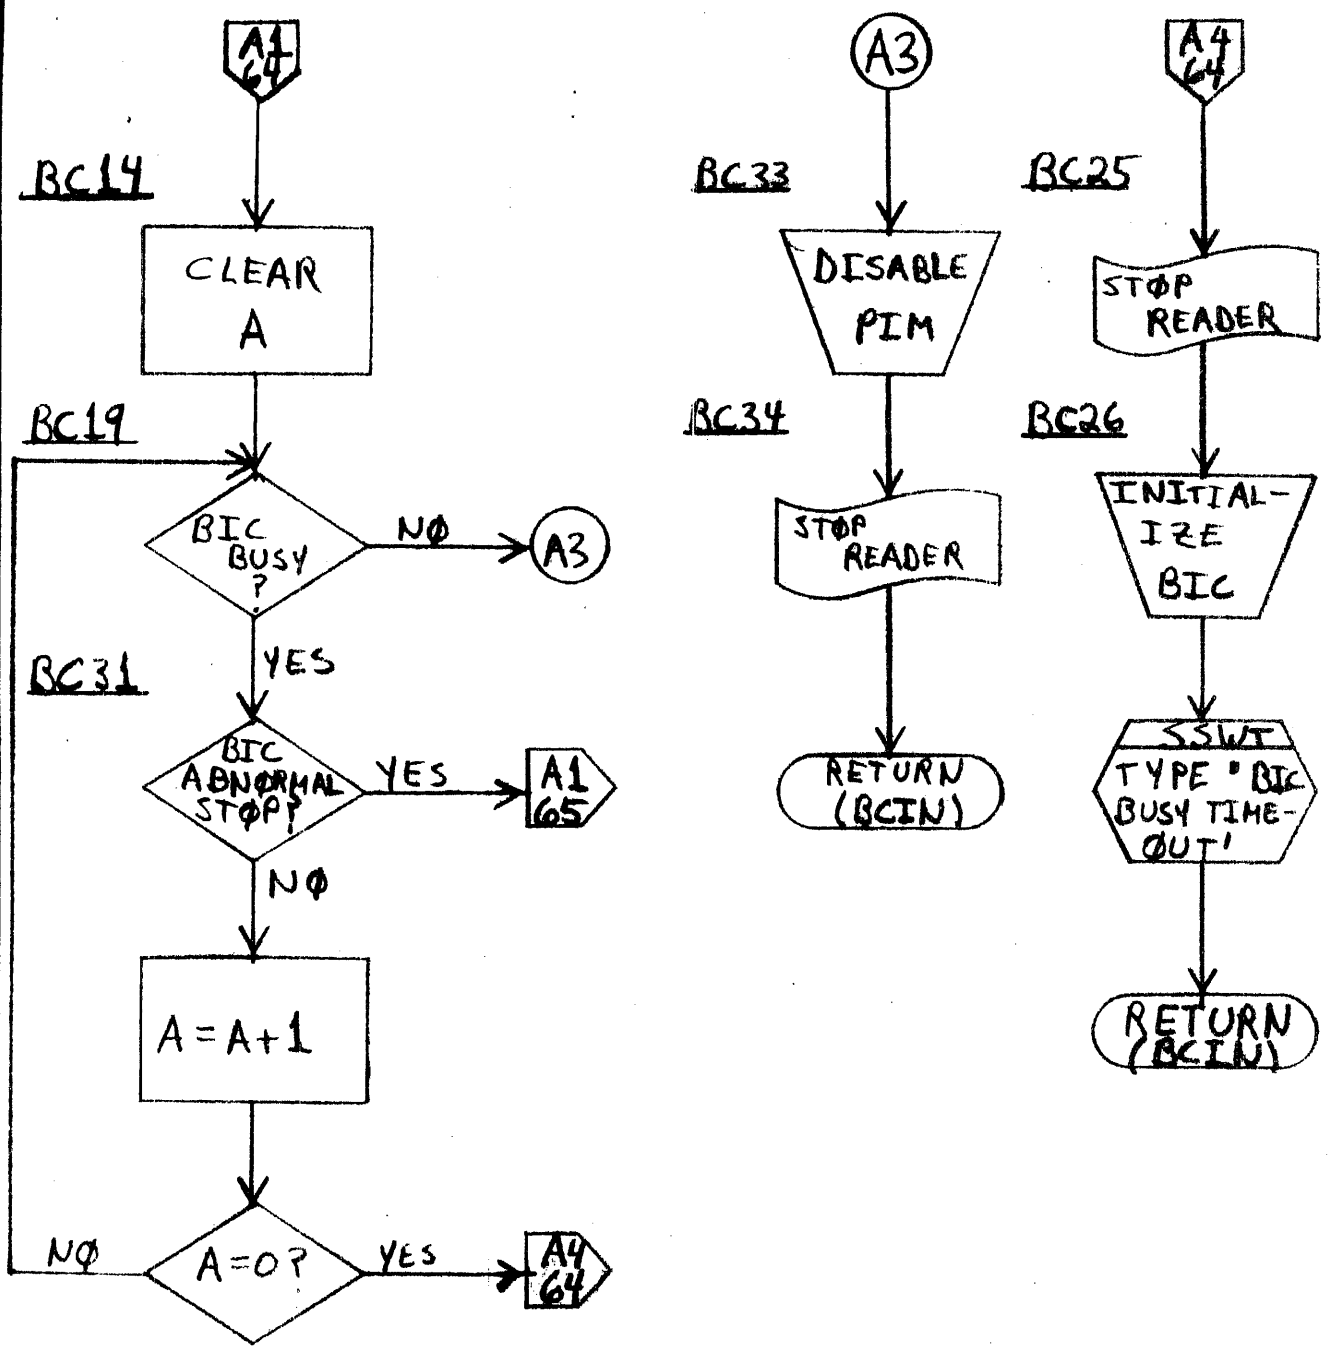 A1
64
BC14
CLEAR
A
BC19
BIC
BUSY
?
NØ
A3
YES
BC31
BIC
ABNØRMAL
STØP?
YES
A1
65
NØ
A=A+1
A=0?
NØ
YES
A4
64
A3
BC33
DISABLE
PIM
BC34
STØP
READER
RETURN
(BCIN)
A4
64
BC25
STØP
READER
BC26
INITIAL-
IZE
BIC
SSWT
TYPE "BIC
BUSY TIME-
ØUT'
RETURN
(BCIN)